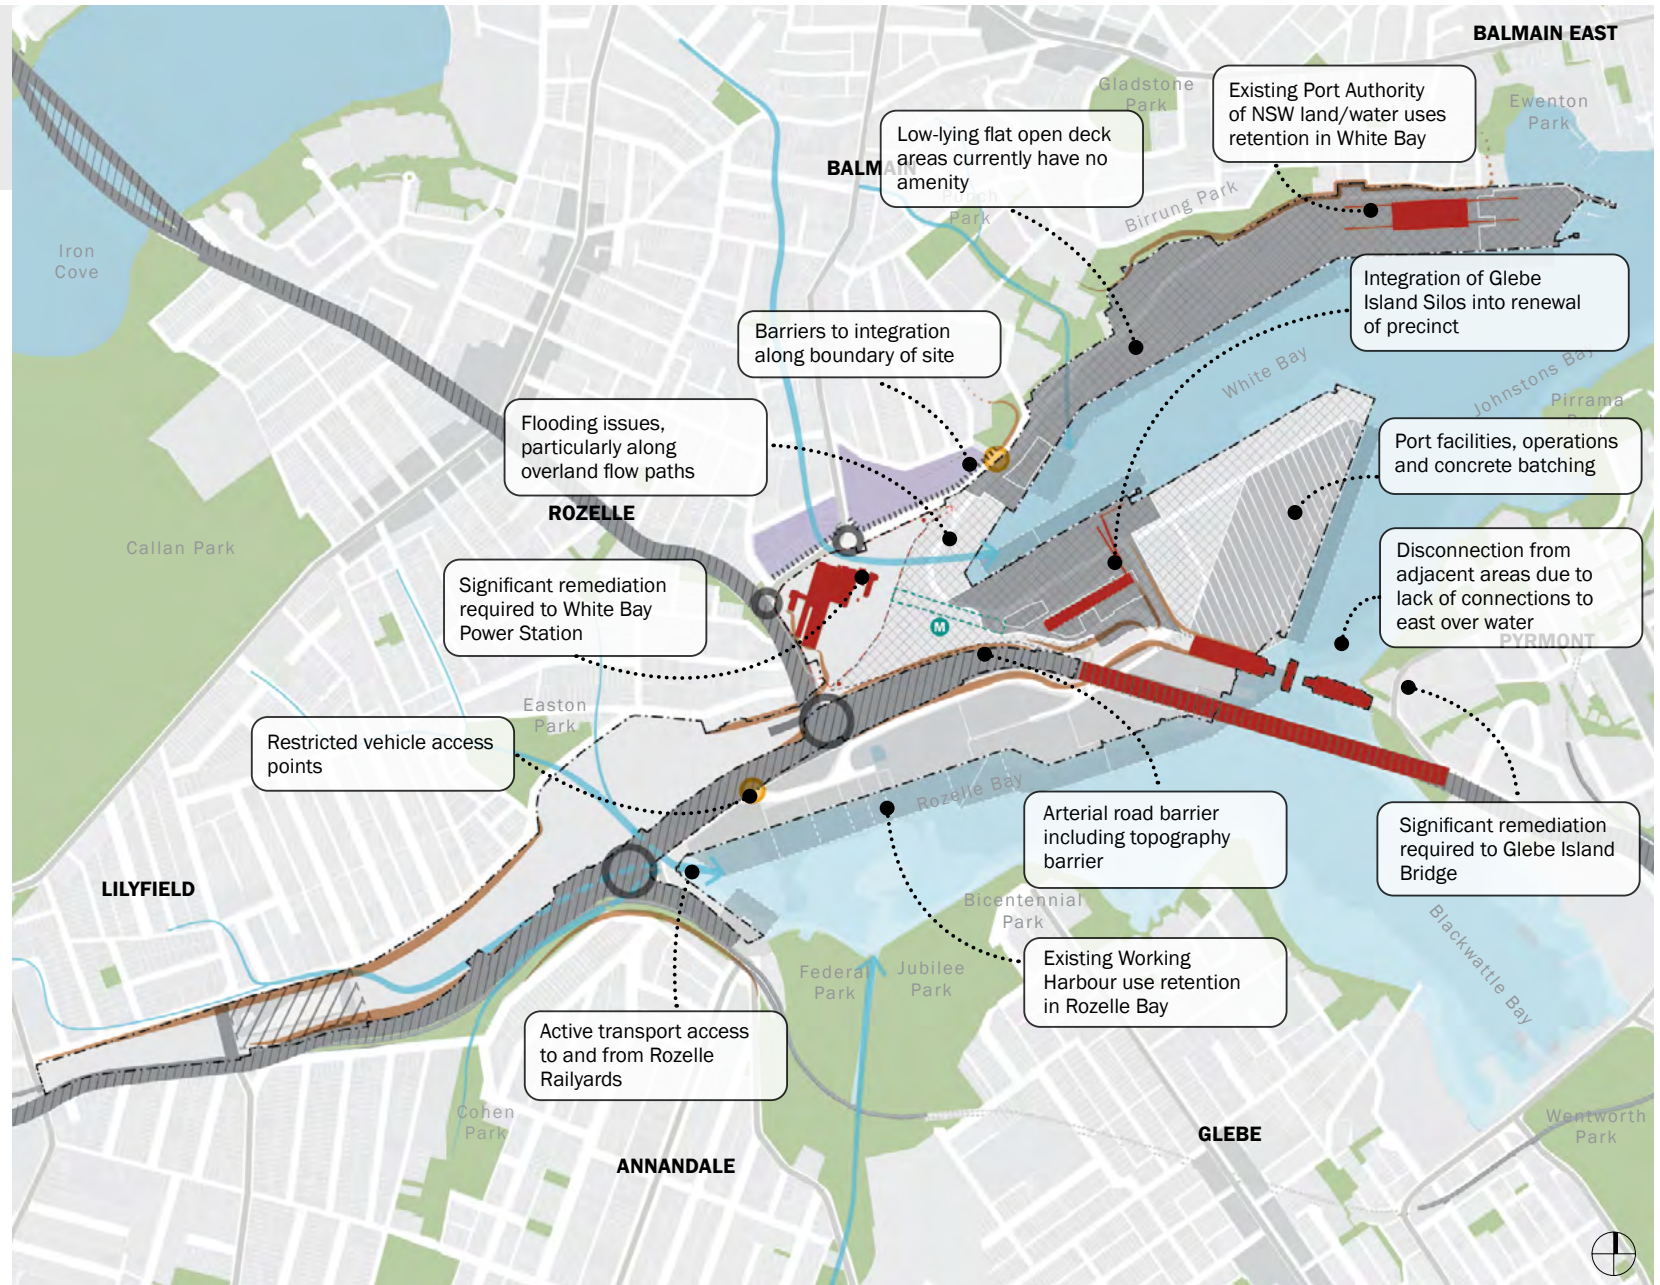 BALMAIN EAST
Gladstone
Park
Existing Port Authority
of NSW land/water uses
retention in White Bay
Ewenton
Park
Low-lying flat open deck
areas currently have no
amenity
BALMAIN
Park
Birrung Park
Iron
Cove
Integration of Glebe
Island Silos into renewal
of precinct
Barriers to integration
along boundary of site
White Bay
Johnstons Bay
Pirrama
Flooding issues,
particularly along
overland flow paths
Port facilities, operations
and concrete batching
ROZELLE
Callan Park
Disconnection from
adjacent areas due to
lack of connections to
east over water
PYRMONT
Significant remediation
required to White Bay
Power Station
M
Easton
Park
Restricted vehicle access
points
Rozelle Bay
Arterial road barrier
including topography
barrier
Significant remediation
required to Glebe Island
Bridge
LILYFIELD
Bicentennial
Park
Blackwattle Bay
Federal
Park
Jubilee
Park
Existing Working
Harbour use retention
in Rozelle Bay
Active transport access
to and from Rozelle
Railyards
Cohen
Park
GLEBE
Wentworth
Park
ANNANDALE